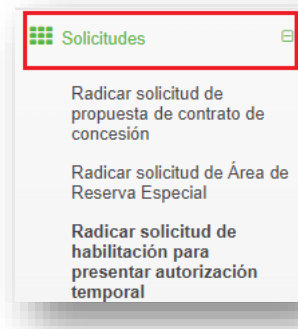 Solicitudes
Radicar solicitud de
propuesta de contrato de
concesión
Radicar solicitud de Área de
Reserva Especial
Radicar solicitud de
habilitación para
presentar autorización
temporal